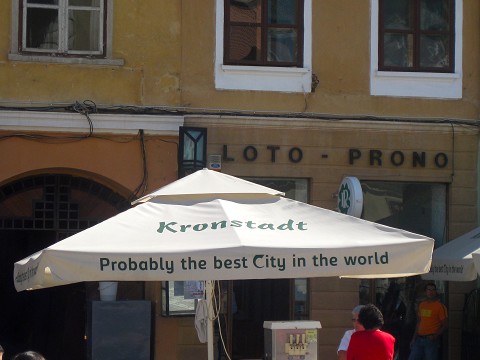 LOTO - PRONO
Kronstadt
Probably the best City in the world